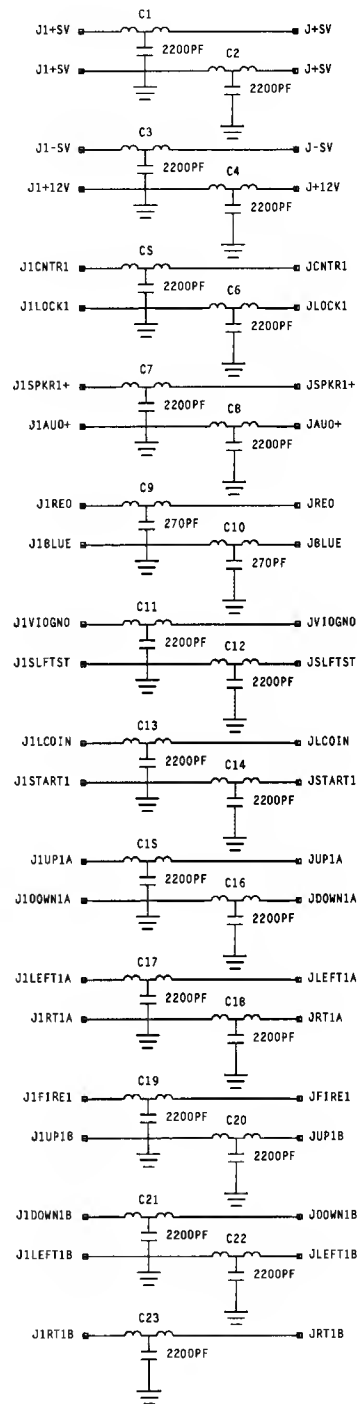 C1
J1+5V J+5V
2200PF
C2
J1+5V J+5V
2200PF
C3
J1-5V J-5V
2200PF
C4
J1+12V J+12V
2200PF
C5
J1CNTR1 JCNTR1
2200PF
C6
J1LOCK1 JLOCK1
2200PF
C7
J1SPKR1+ JSPKR1+
2200PF
C8
J1AUD+ JAUD+
2200PF
C9
J1RED JRED
270PF
C10
J1BLUE JBLUE
270PF
C11
J1VIDGND JVIDGND
2200PF
C12
J1SLFTST JSLFTST
2200PF
C13
J1LCOIN JLCOIN
2200PF
C14
J1START1 JSTART1
2200PF
C15
J1UP1A JUP1A
2200PF
C16
J1DOWN1A JDOWN1A
2200PF
C17
J1LEFT1A JLEFT1A
2200PF
C18
J1RT1A JRT1A
2200PF
C19
J1FIRE1 JFIRE1
2200PF
C20
J1UP1B JUP1B
2200PF
C21
J1DOWN1B JDOWN1B
2200PF
C22
J1LEFT1B JLEFT1B
2200PF
C23
J1RT1B JRT1B
2200PF